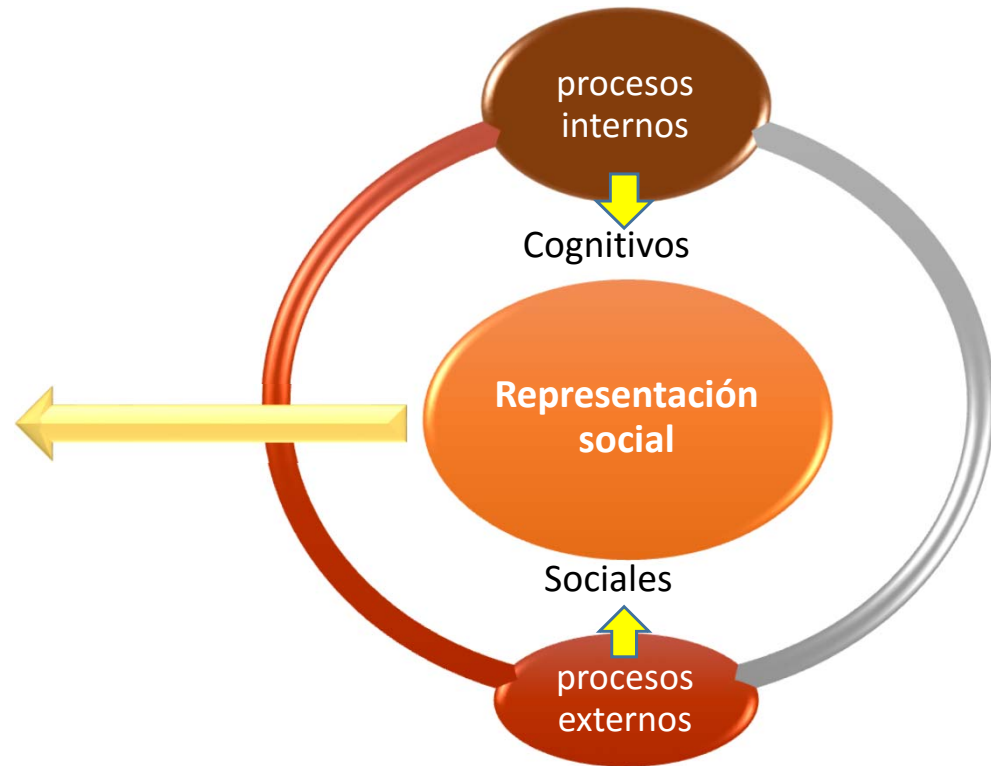 procesos
internos
Cognitivos
Representación
social
Sociales
procesos
externos